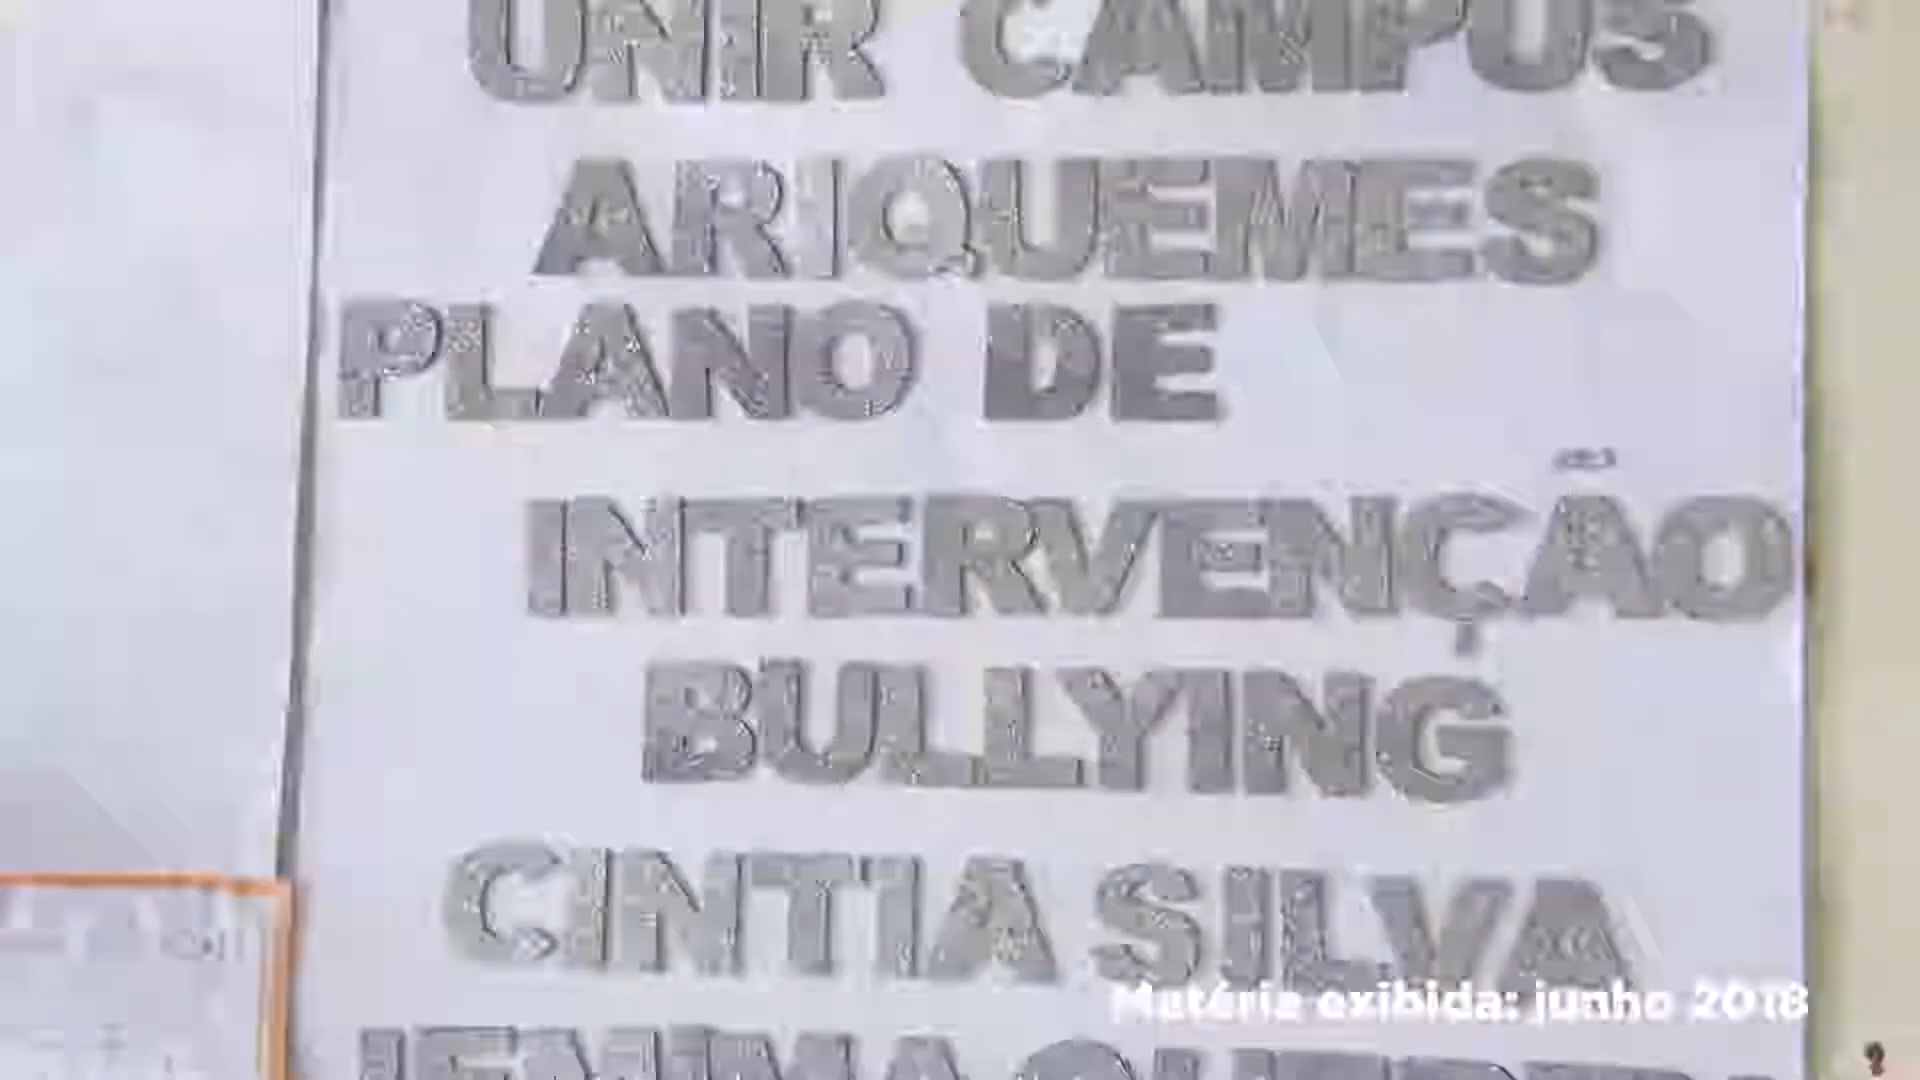 UNIR CAMPUS
ARIQUEMES
PLANO DE
INTERVENÇÃO
BULLYING
CINTIA SILVA
Matéria exibida: junho 2018